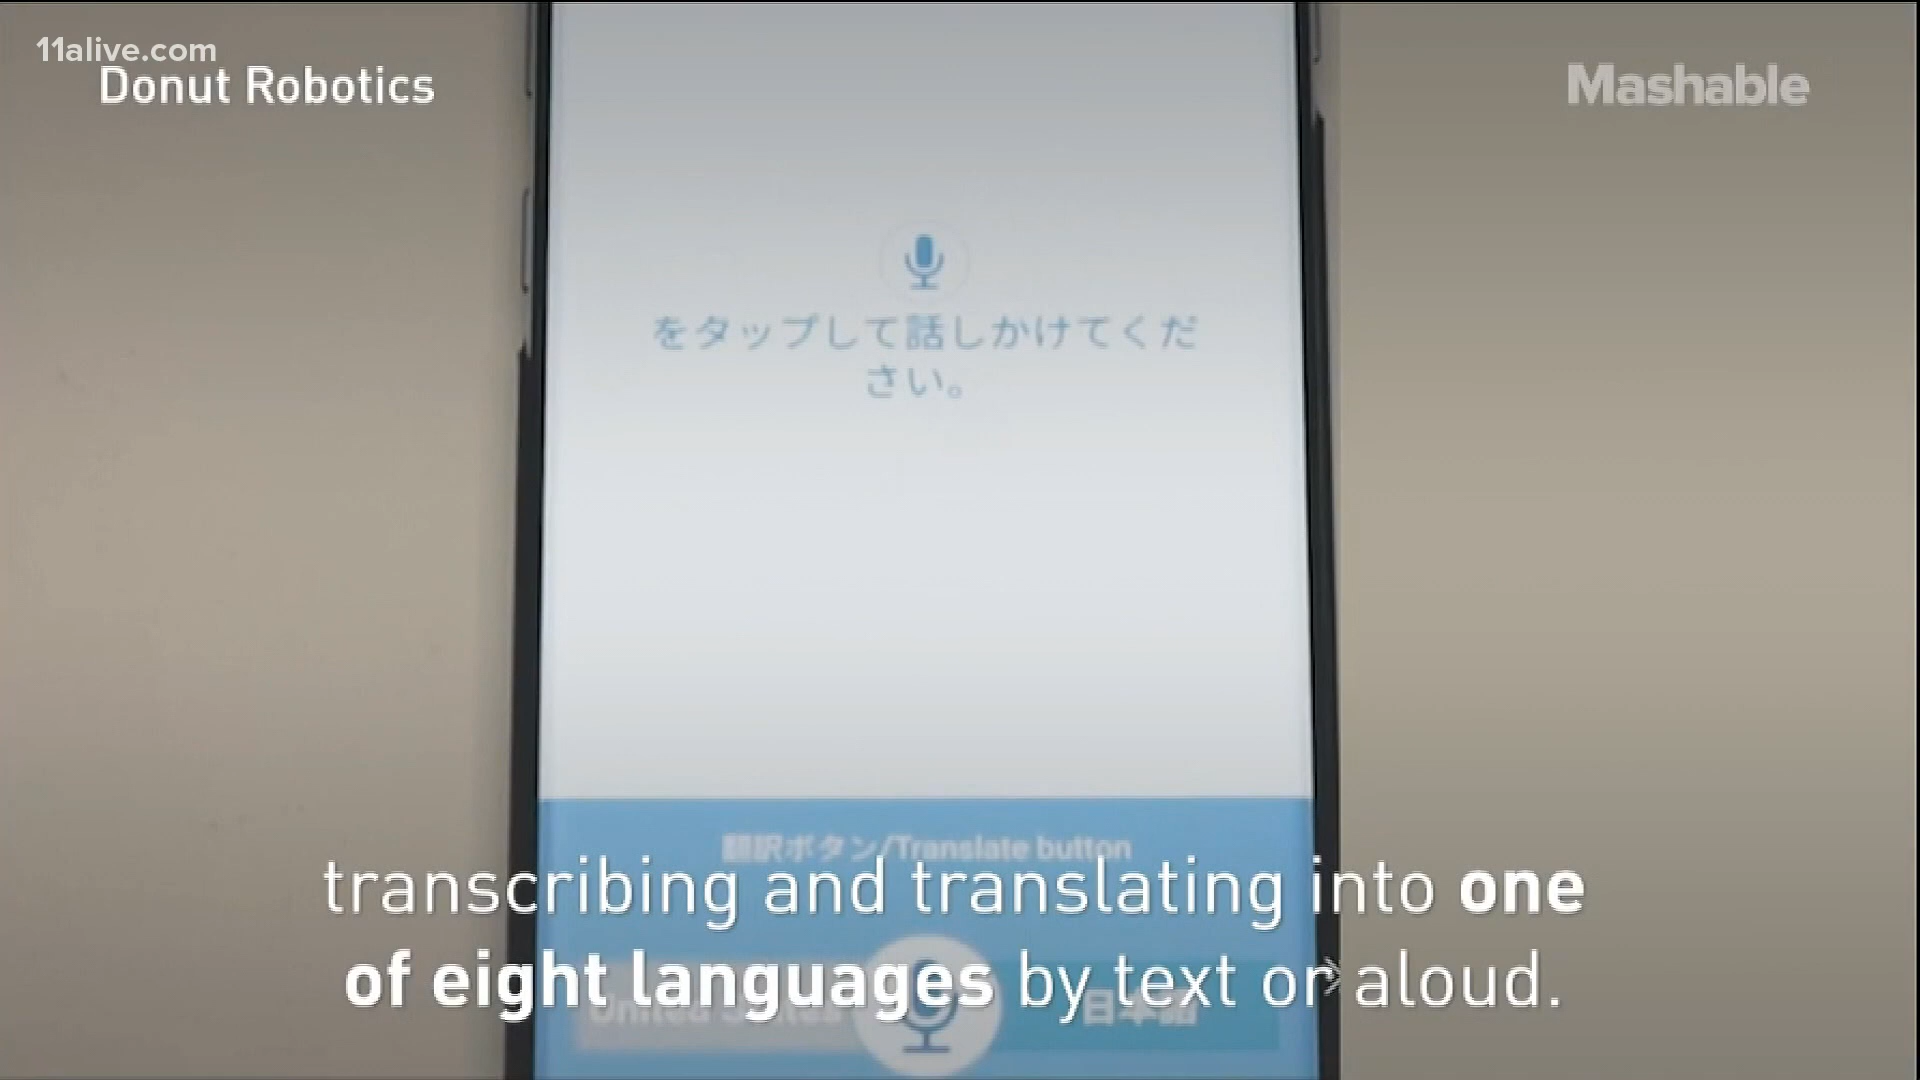 11alive.com
Donut Robotics
Mashable
をタップして話しかけてくだ
さい。
翻訳ボタン/Translate button
transcribing and translating into one
of eight languages by text or aloud.
United States
日本語